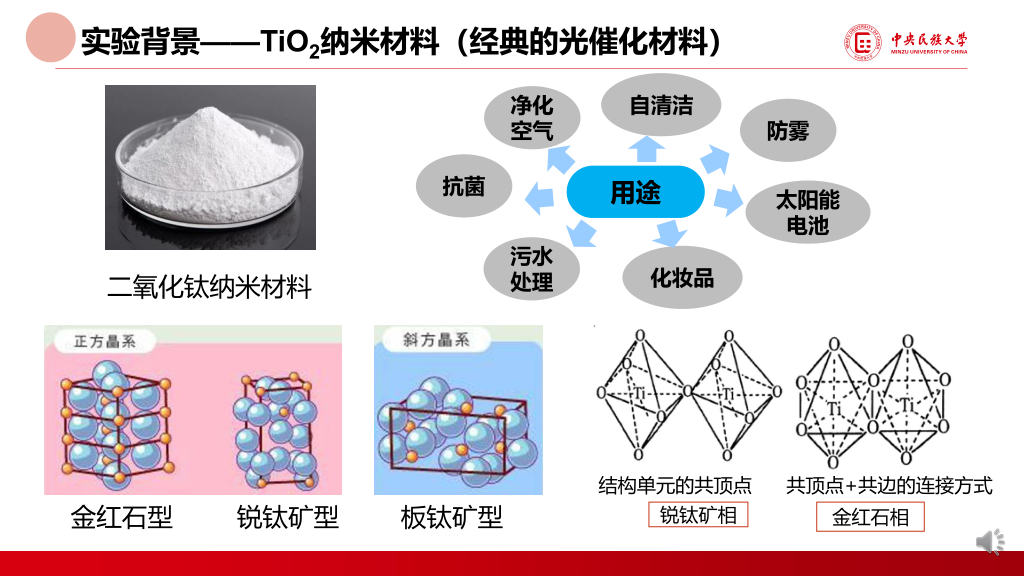 实验背景——TiO₂纳米材料（经典的光催化材料）
中央民族大学
MINZU UNIVERSITY OF CHINA
净化
空气
自清洁
防雾
抗菌
用途
太阳能
电池
污水
处理
化妆品
二氧化钛纳米材料
正方晶系
斜方晶系
金红石型
锐钛矿型
板钛矿型
O
O
O
O
O
Ti
O
Ti
O
O
O
O
O
O
O
O
O
O
Ti
Ti
O
O
O
O
O
结构单元的共顶点
共顶点+共边的连接方式
锐钛矿相
金红石相